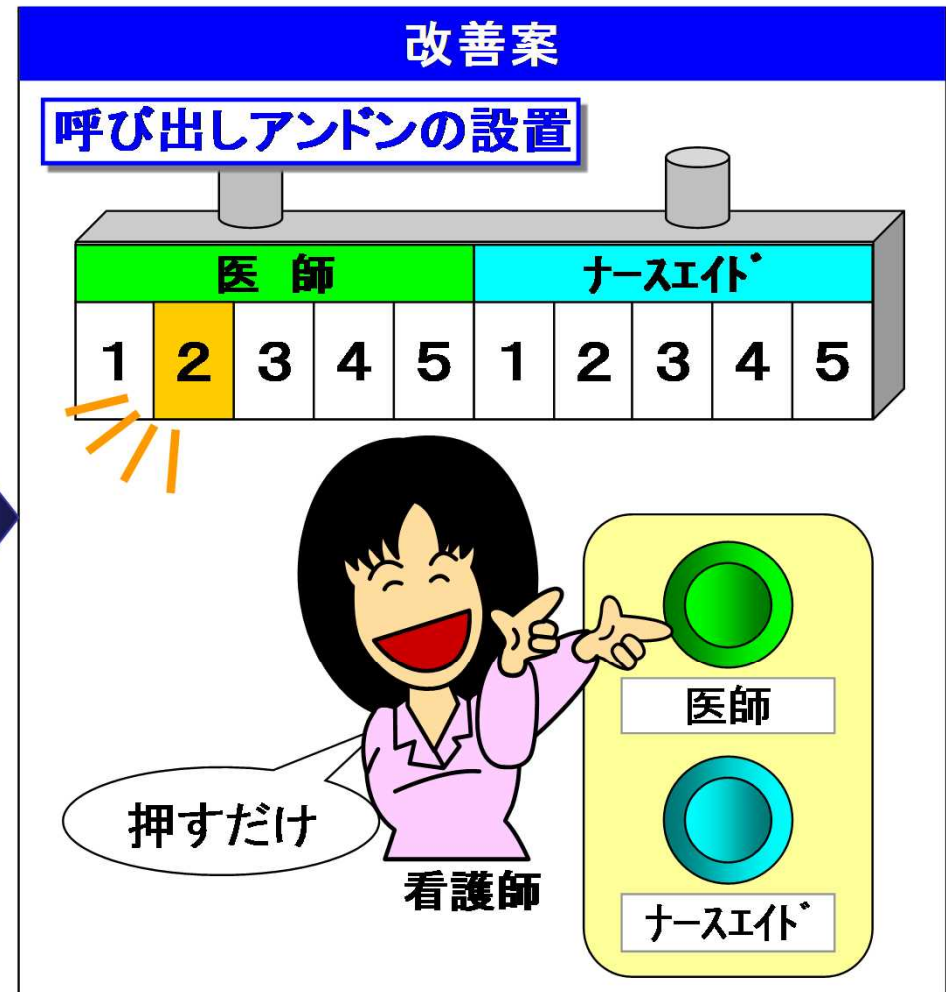 改善案
呼び出しアンドンの設置
医 師 ナースエイド
1 2 3 4 5 1 2 3 4 5
医師
押すだけ
看護師
ナースエイド